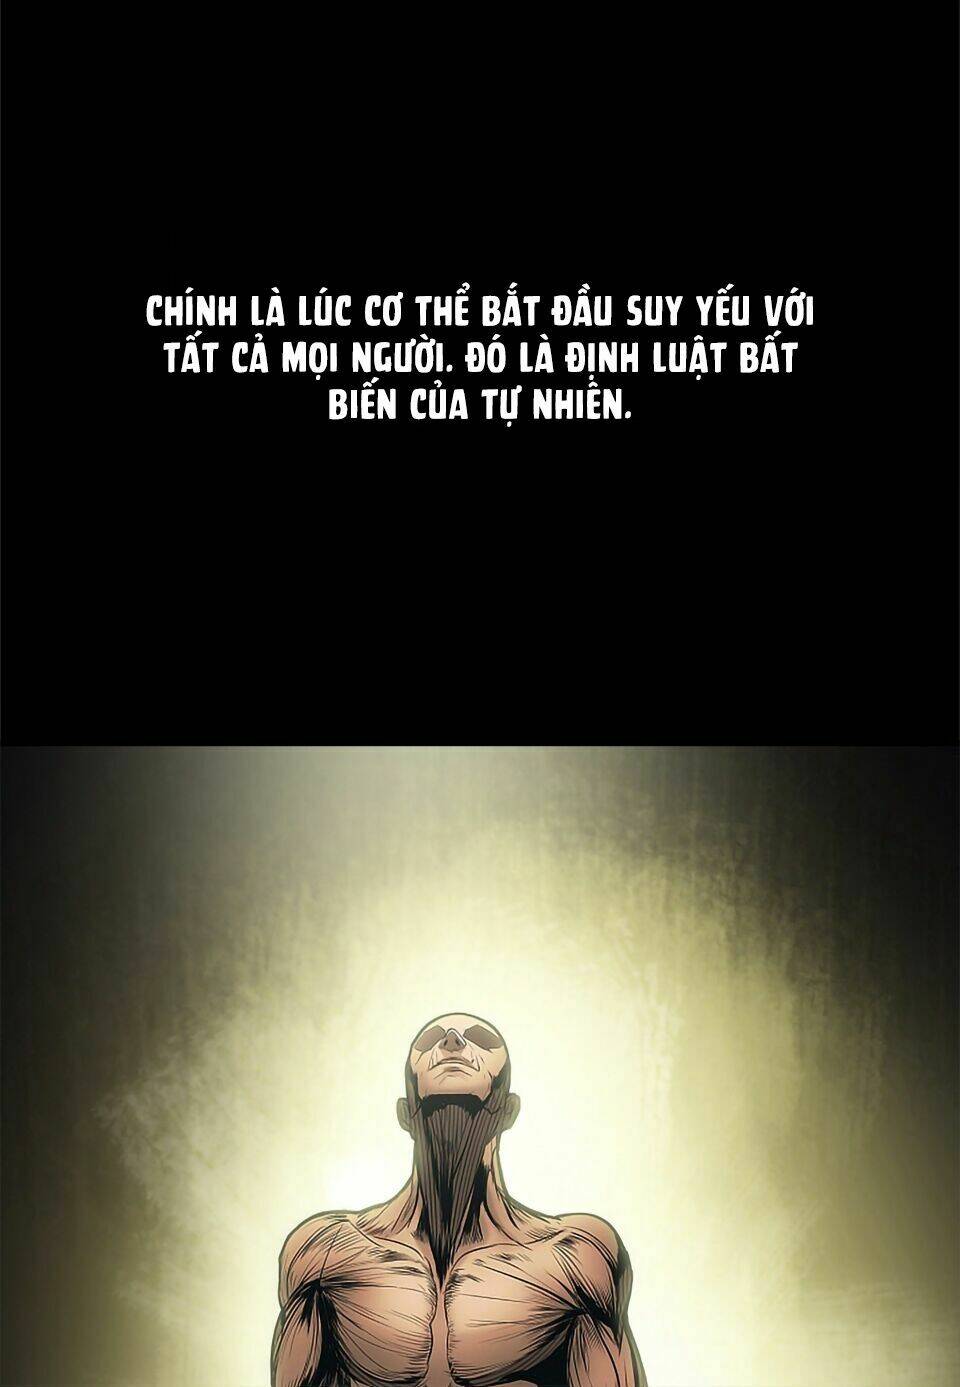 CHÍNH LÀ LÚC CƠ THỂ BẮT ĐẦU SUY YẾU VỚI
TẤT CẢ MỌI NGƯỜI. ĐÓ LÀ ĐỊNH LUẬT BẤT
BIẾN CỦA TỰ NHIÊN.